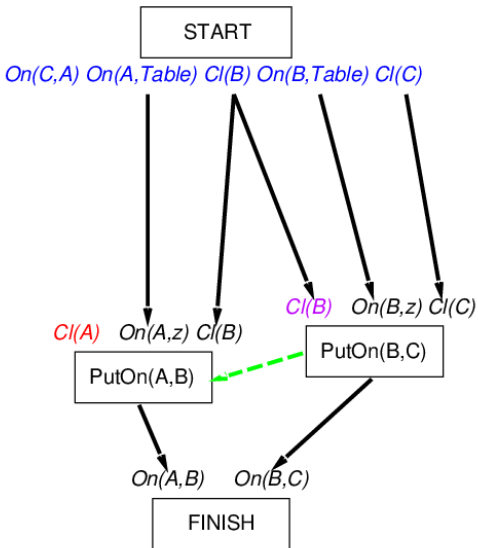 START
On(C,A) On(A,Table) Cl(B) On(B,Table) Cl(C)
Cl(B) On(B,z) Cl(C)
Cl(A) On(A,z) Cl(B)
PutOn(B,C)
PutOn(A,B)
On(A,B) On(B,C)
FINISH